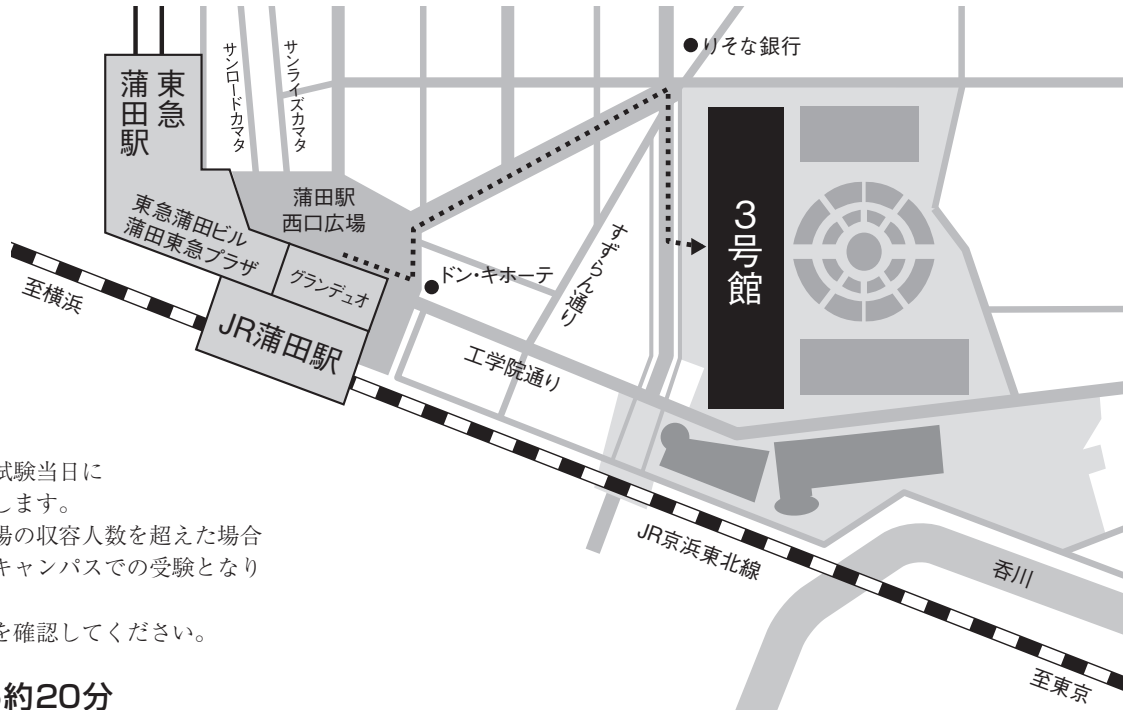 りそな銀行
サンロードカマタ
サンライズカマタ
東急
蒲田駅
蒲田駅
西口広場
3号館
東急蒲田ビル
蒲田東急プラザ
グランデュオ
ドン・キホーテ
すずらん通り
至横浜
JR蒲田駅
工学院通り
試験当日に
します。
場の収容人数を超えた場合
キャンパスでの受験となり
を確認してください。
JR京浜東北線
呑川
至東京
約20分